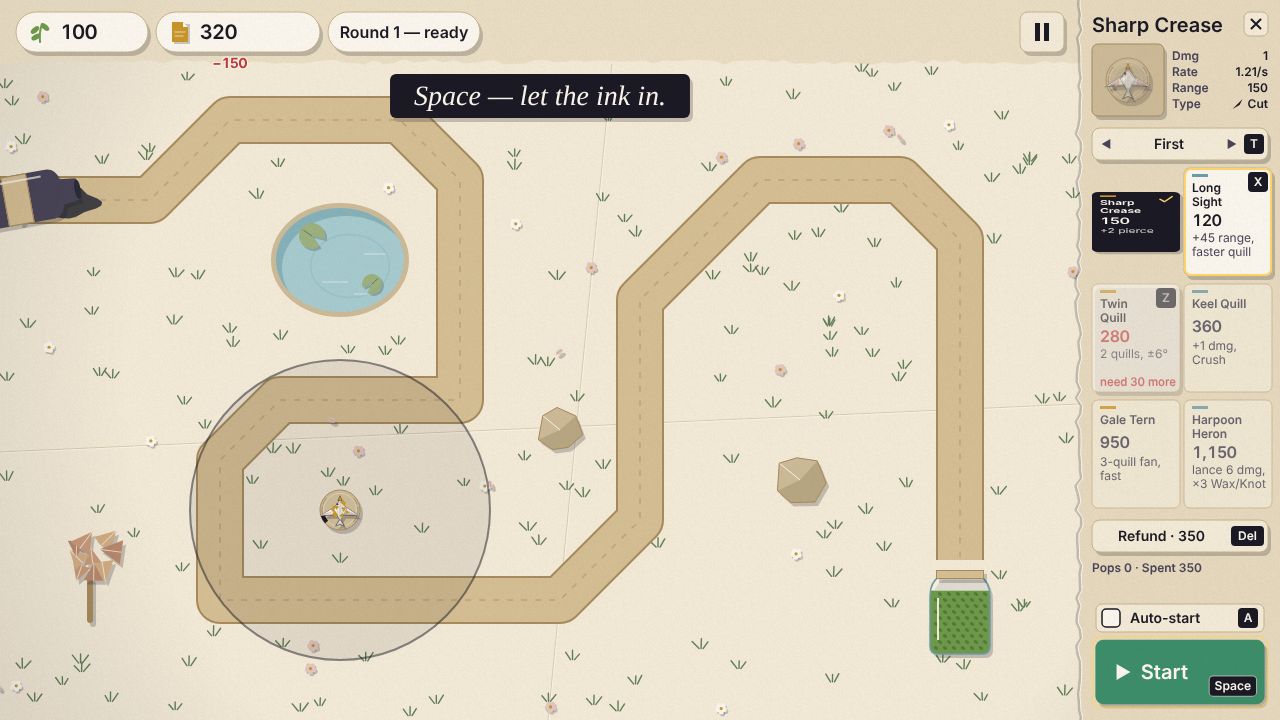 100
320
Round 1 — ready
−150
Space — let the ink in.
Sharp Crease
Dmg 1
Rate 1.21/s
Range 150
Type Cut
First T
Sharp
Crease
150
+2 pierce
Long
Sight
X
120
+45 range,
faster quill
Twin
Quill
Z
280
2 quills, ±6°
need 30 more
Keel Quill
360
+1 dmg,
Crush
Gale Tern
950
3-quill fan,
fast
Harpoon
Heron
1,150
lance 6 dmg,
×3 Wax/Knot
Refund · 350 Del
Pops 0 · Spent 350
Auto-start A
Start
Space